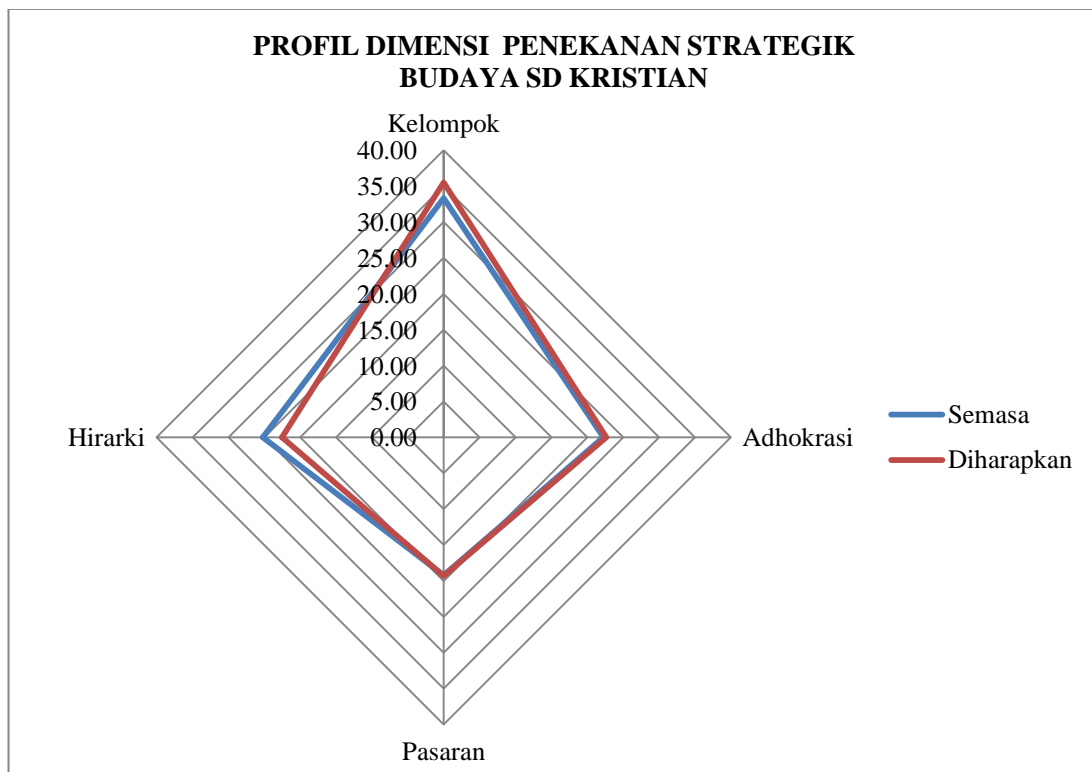 PROFIL DIMENSI PENEKANAN STRATEGIK
BUDAYA SD KRISTIAN
Kelompok
40.00
35.00
30.00
25.00
20.00
15.00
10.00
5.00
0.00
Hirarki
Adhokrasi
Pasaran
Semasa
Diharapkan